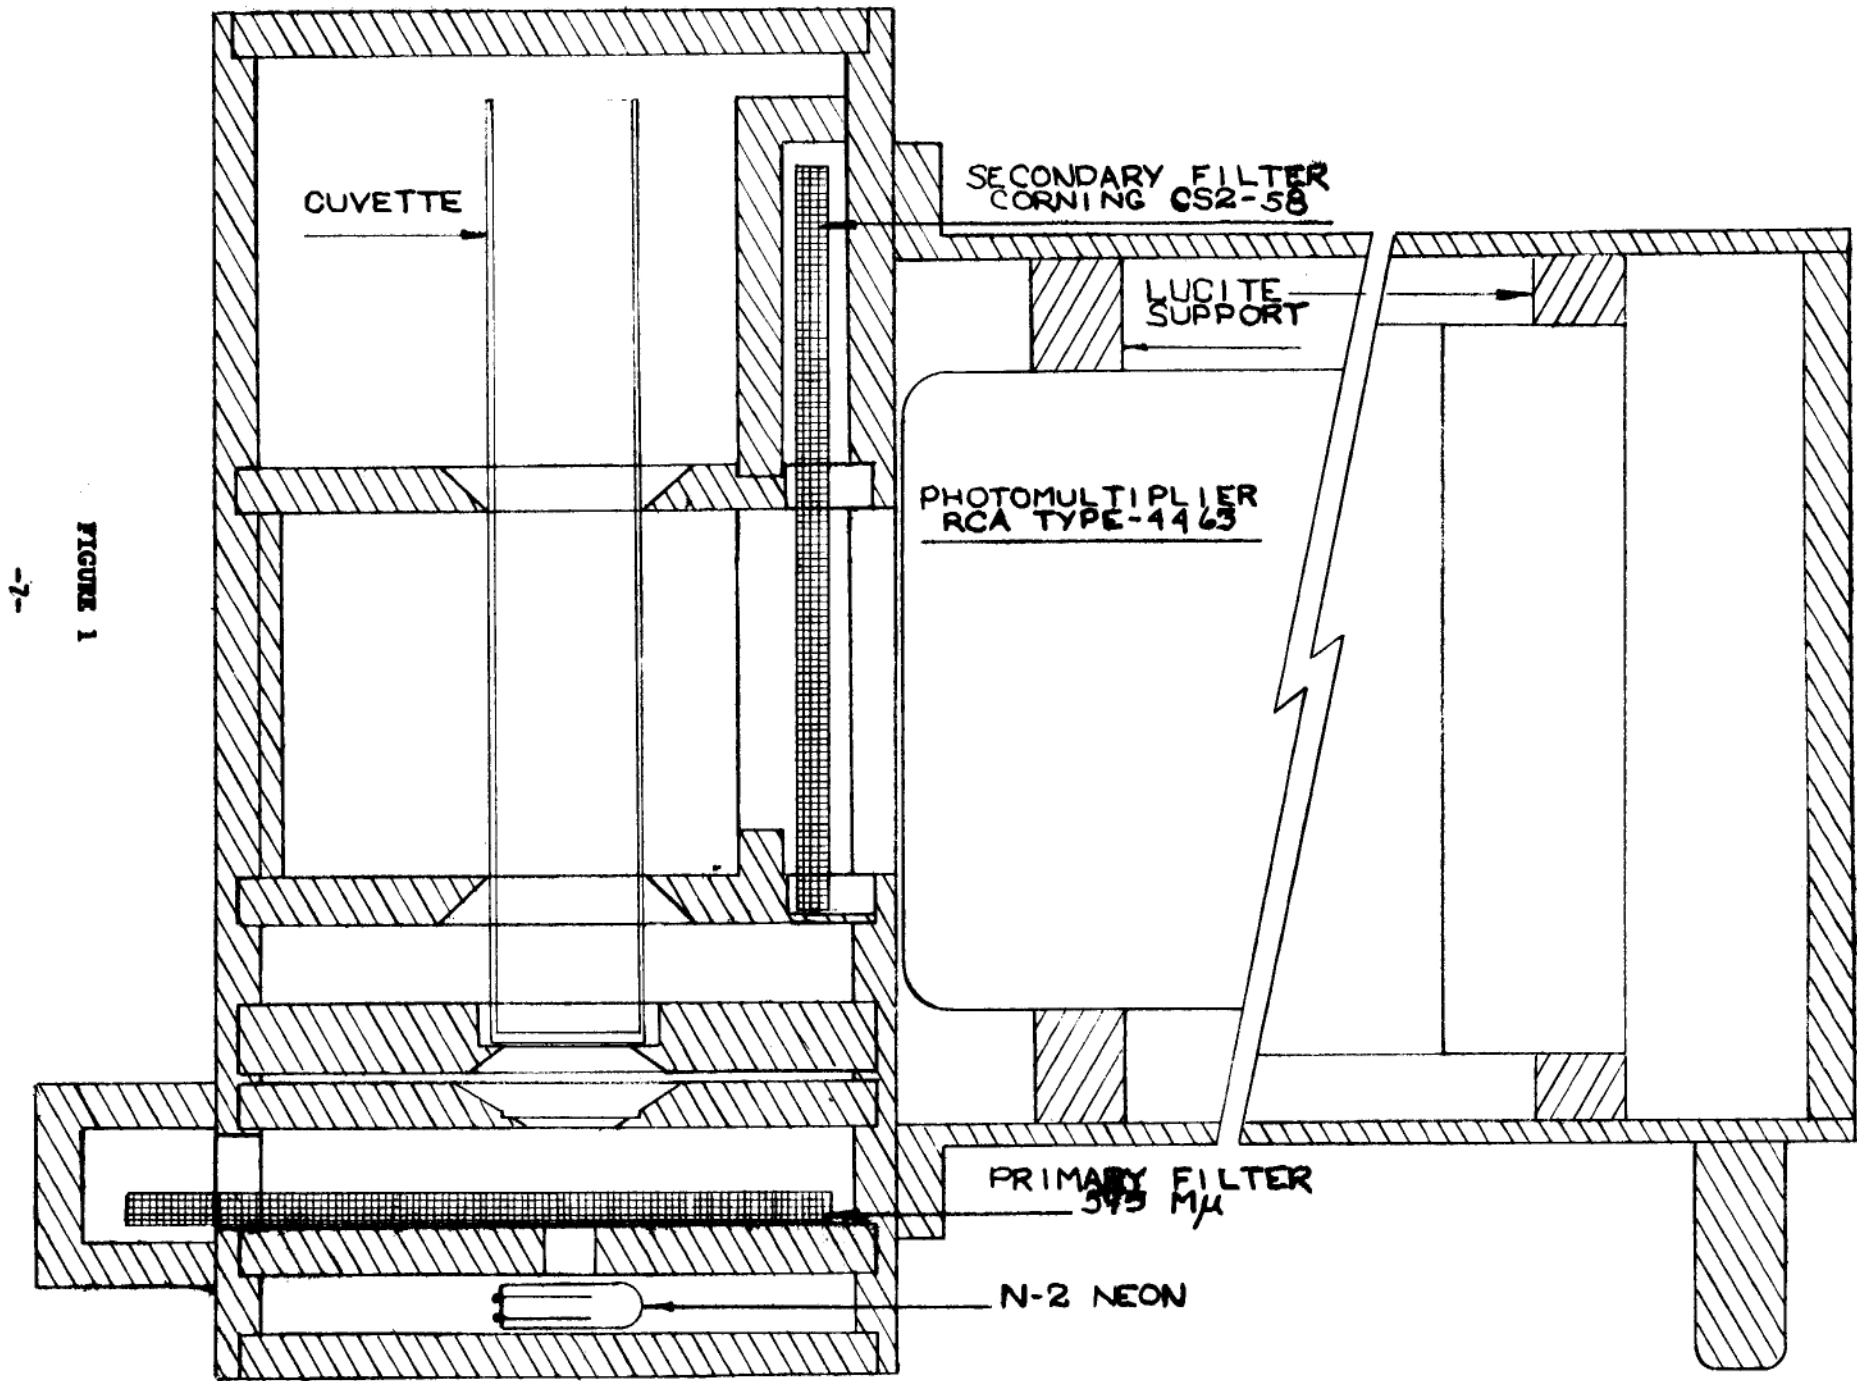 CUVETTE
SECONDARY FILTER
CORNING CS2-58
LUCITE
SUPPORT
PHOTOMULTIPLIER
RCA TYPE-4463
PRIMARY FILTER
Mµ
N-2 NEON
FIGURE 1
-7-